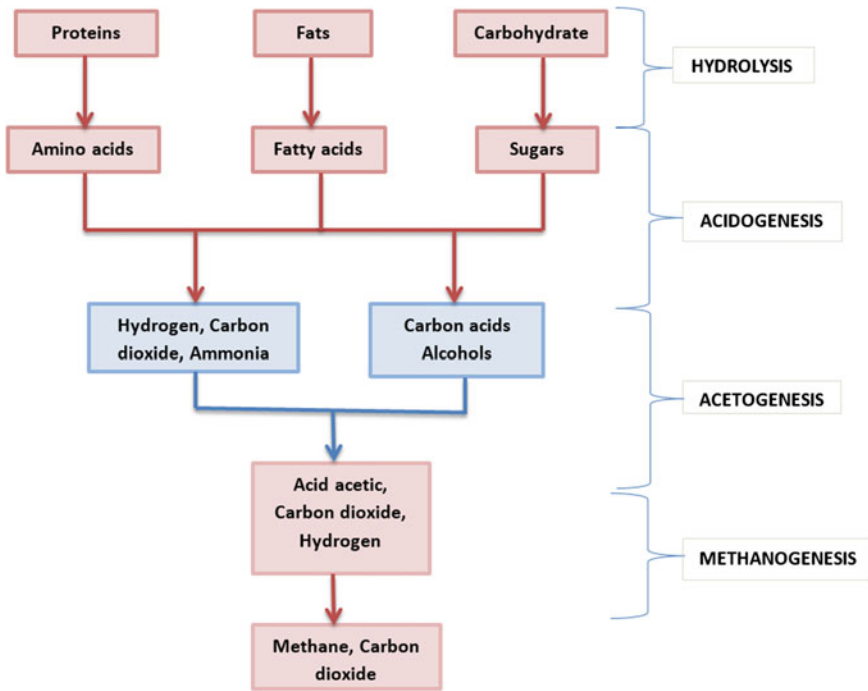 Proteins
Fats
Carbohydrate
HYDROLYSIS
Amino acids
Fatty acids
Sugars
ACIDOGENESIS
Hydrogen, Carbon
dioxide, Ammonia
Carbon acids
Alcohols
ACETOGENESIS
Acid acetic,
Carbon dioxide,
Hydrogen
METHANOGENESIS
Methane, Carbon
dioxide